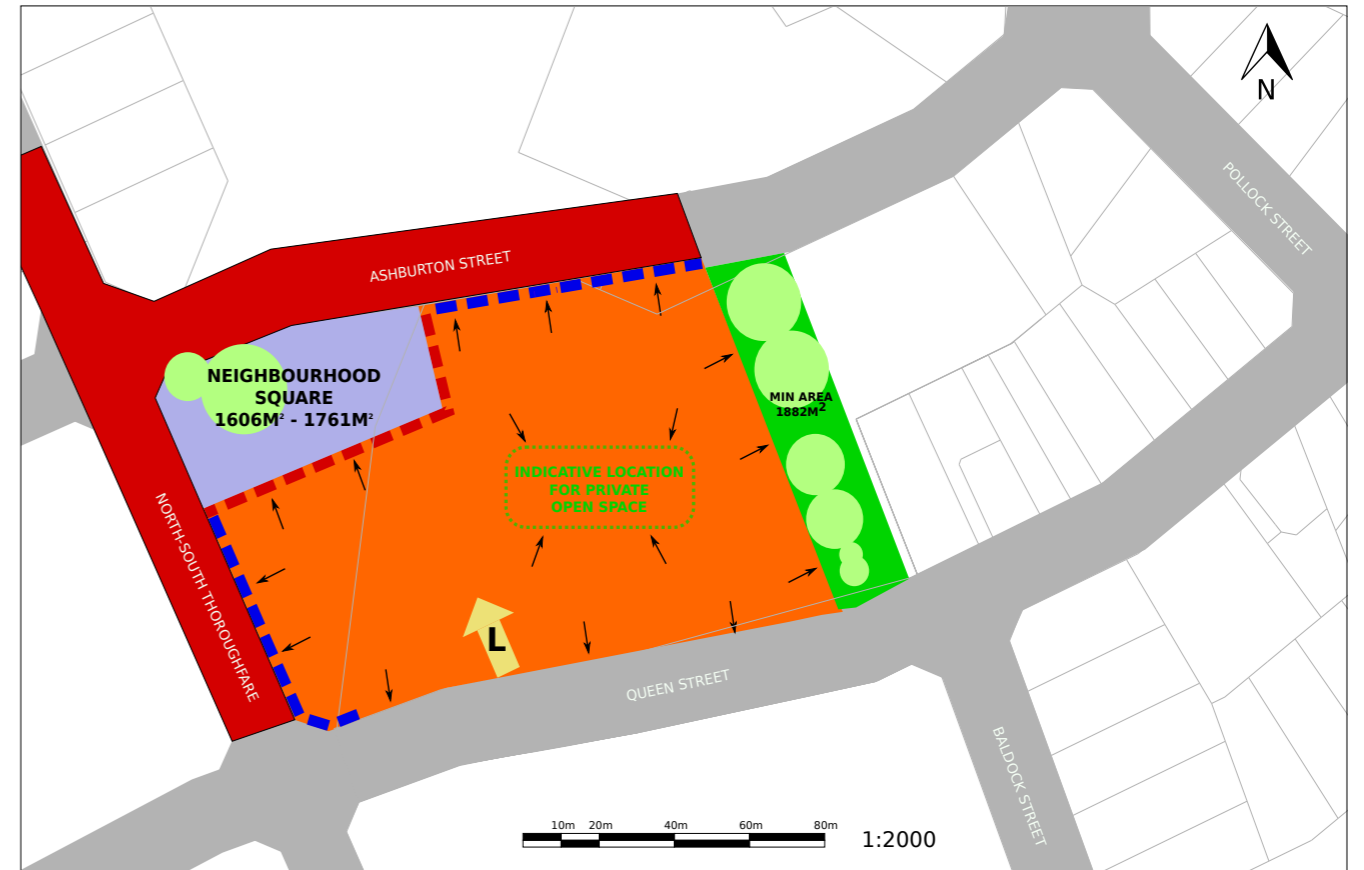 N
POLLOCK STREET
ASHBURTON STREET
NEIGHBOURHOOD
SQUARE
1606M² - 1761M²
MIN AREA
1882M²
INDICATIVE LOCATION
FOR PRIVATE
OPEN SPACE
NORTH-SOUTH THOROUGHFARE
L
QUEEN STREET
BALDOCK STREET
10m 20m 40m 60m 80m
1:2000